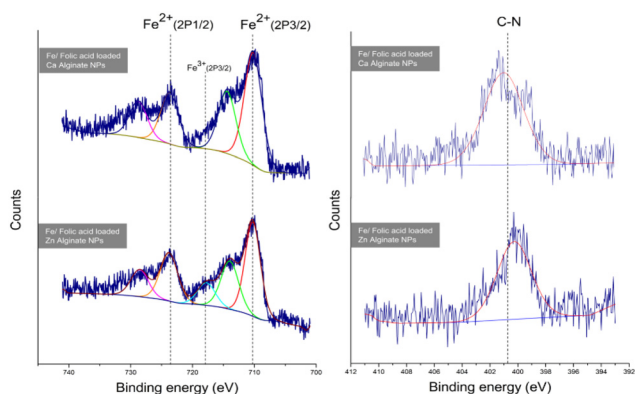 Fe2+(2P1/2) Fe2+(2P3/2)
Fe/ Folic acid loaded
Ca Alginate NPs
Fe3+(2P3/2)
Fe/ Folic acid loaded
Zn Alginate NPs
Counts
740 730 720 710 700
Binding energy (eV)
C-N
Fe/ Folic acid loaded
Ca Alginate NPs
Fe/ Folic acid loaded
Zn Alginate NPs
Counts
412 410 408 406 404 402 400 398 396 394 392
Binding energy (eV)